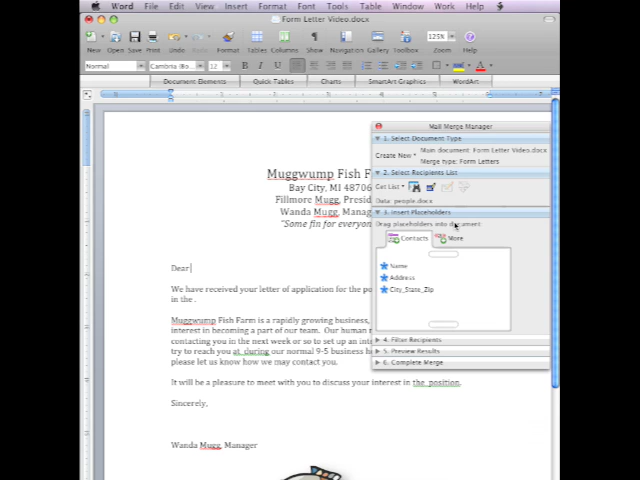 Word File Edit View Insert Format Font Tools Table Window Work Help
Form Letter Video.docx
New Open Save Print Undo Redo Format Tables Columns Show Navigation Gallery Toolbox Zoom Help
125%
Normal Cambria (Bo... 12 B I U
Document Elements Quick Tables Charts SmartArt Graphics WordArt
Mail Merge Manager
1. Select Document Type
Create New Main document: Form Letter Video.docx
Merge type: Form Letters
2. Select Recipients List
Get List
Data: people.docx
3. Insert Placeholders
Drag placeholders into document
Contacts More
Name
Address
City_State_Zip
4. Filter Recipients
5. Preview Results
6. Complete Merge
Muggwump Fish F
Bay City, MI 48706
Fillmore Mugg, Presid
Wanda Mugg, Manag
"Some fin for everyon
Dear
We have received your letter of application for the po
in the .
Muggwump Fish Farm is a rapidly growing business,
interest in becoming a part of our team. Our human r
contacting you in the next week or so to set up an int
try to reach you at during our normal 9-5 business h
please let us know how we may contact you.
It will be a pleasure to meet with you to discuss your interest in the position.
Sincerely,
Wanda Mugg, Manager